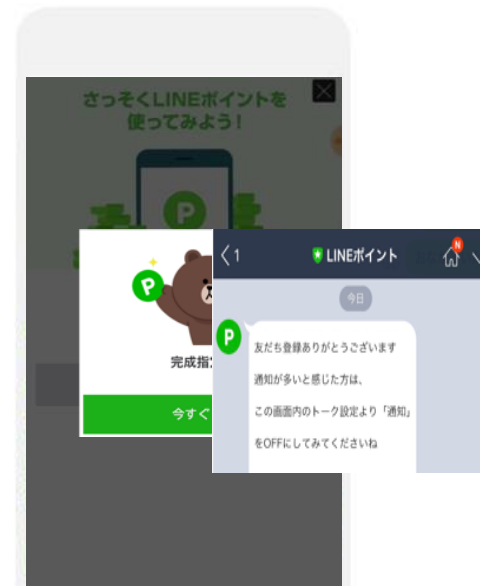 さっそくLINEポイントを
使ってみよう!
P
P
完成指
今すぐ
1
LINEポイント
N
今日
P
友だち登録ありがとうございます
通知が多いと感じた方は、
この画面内のトーク設定より「通知」
をOFFにしてみてくださいね